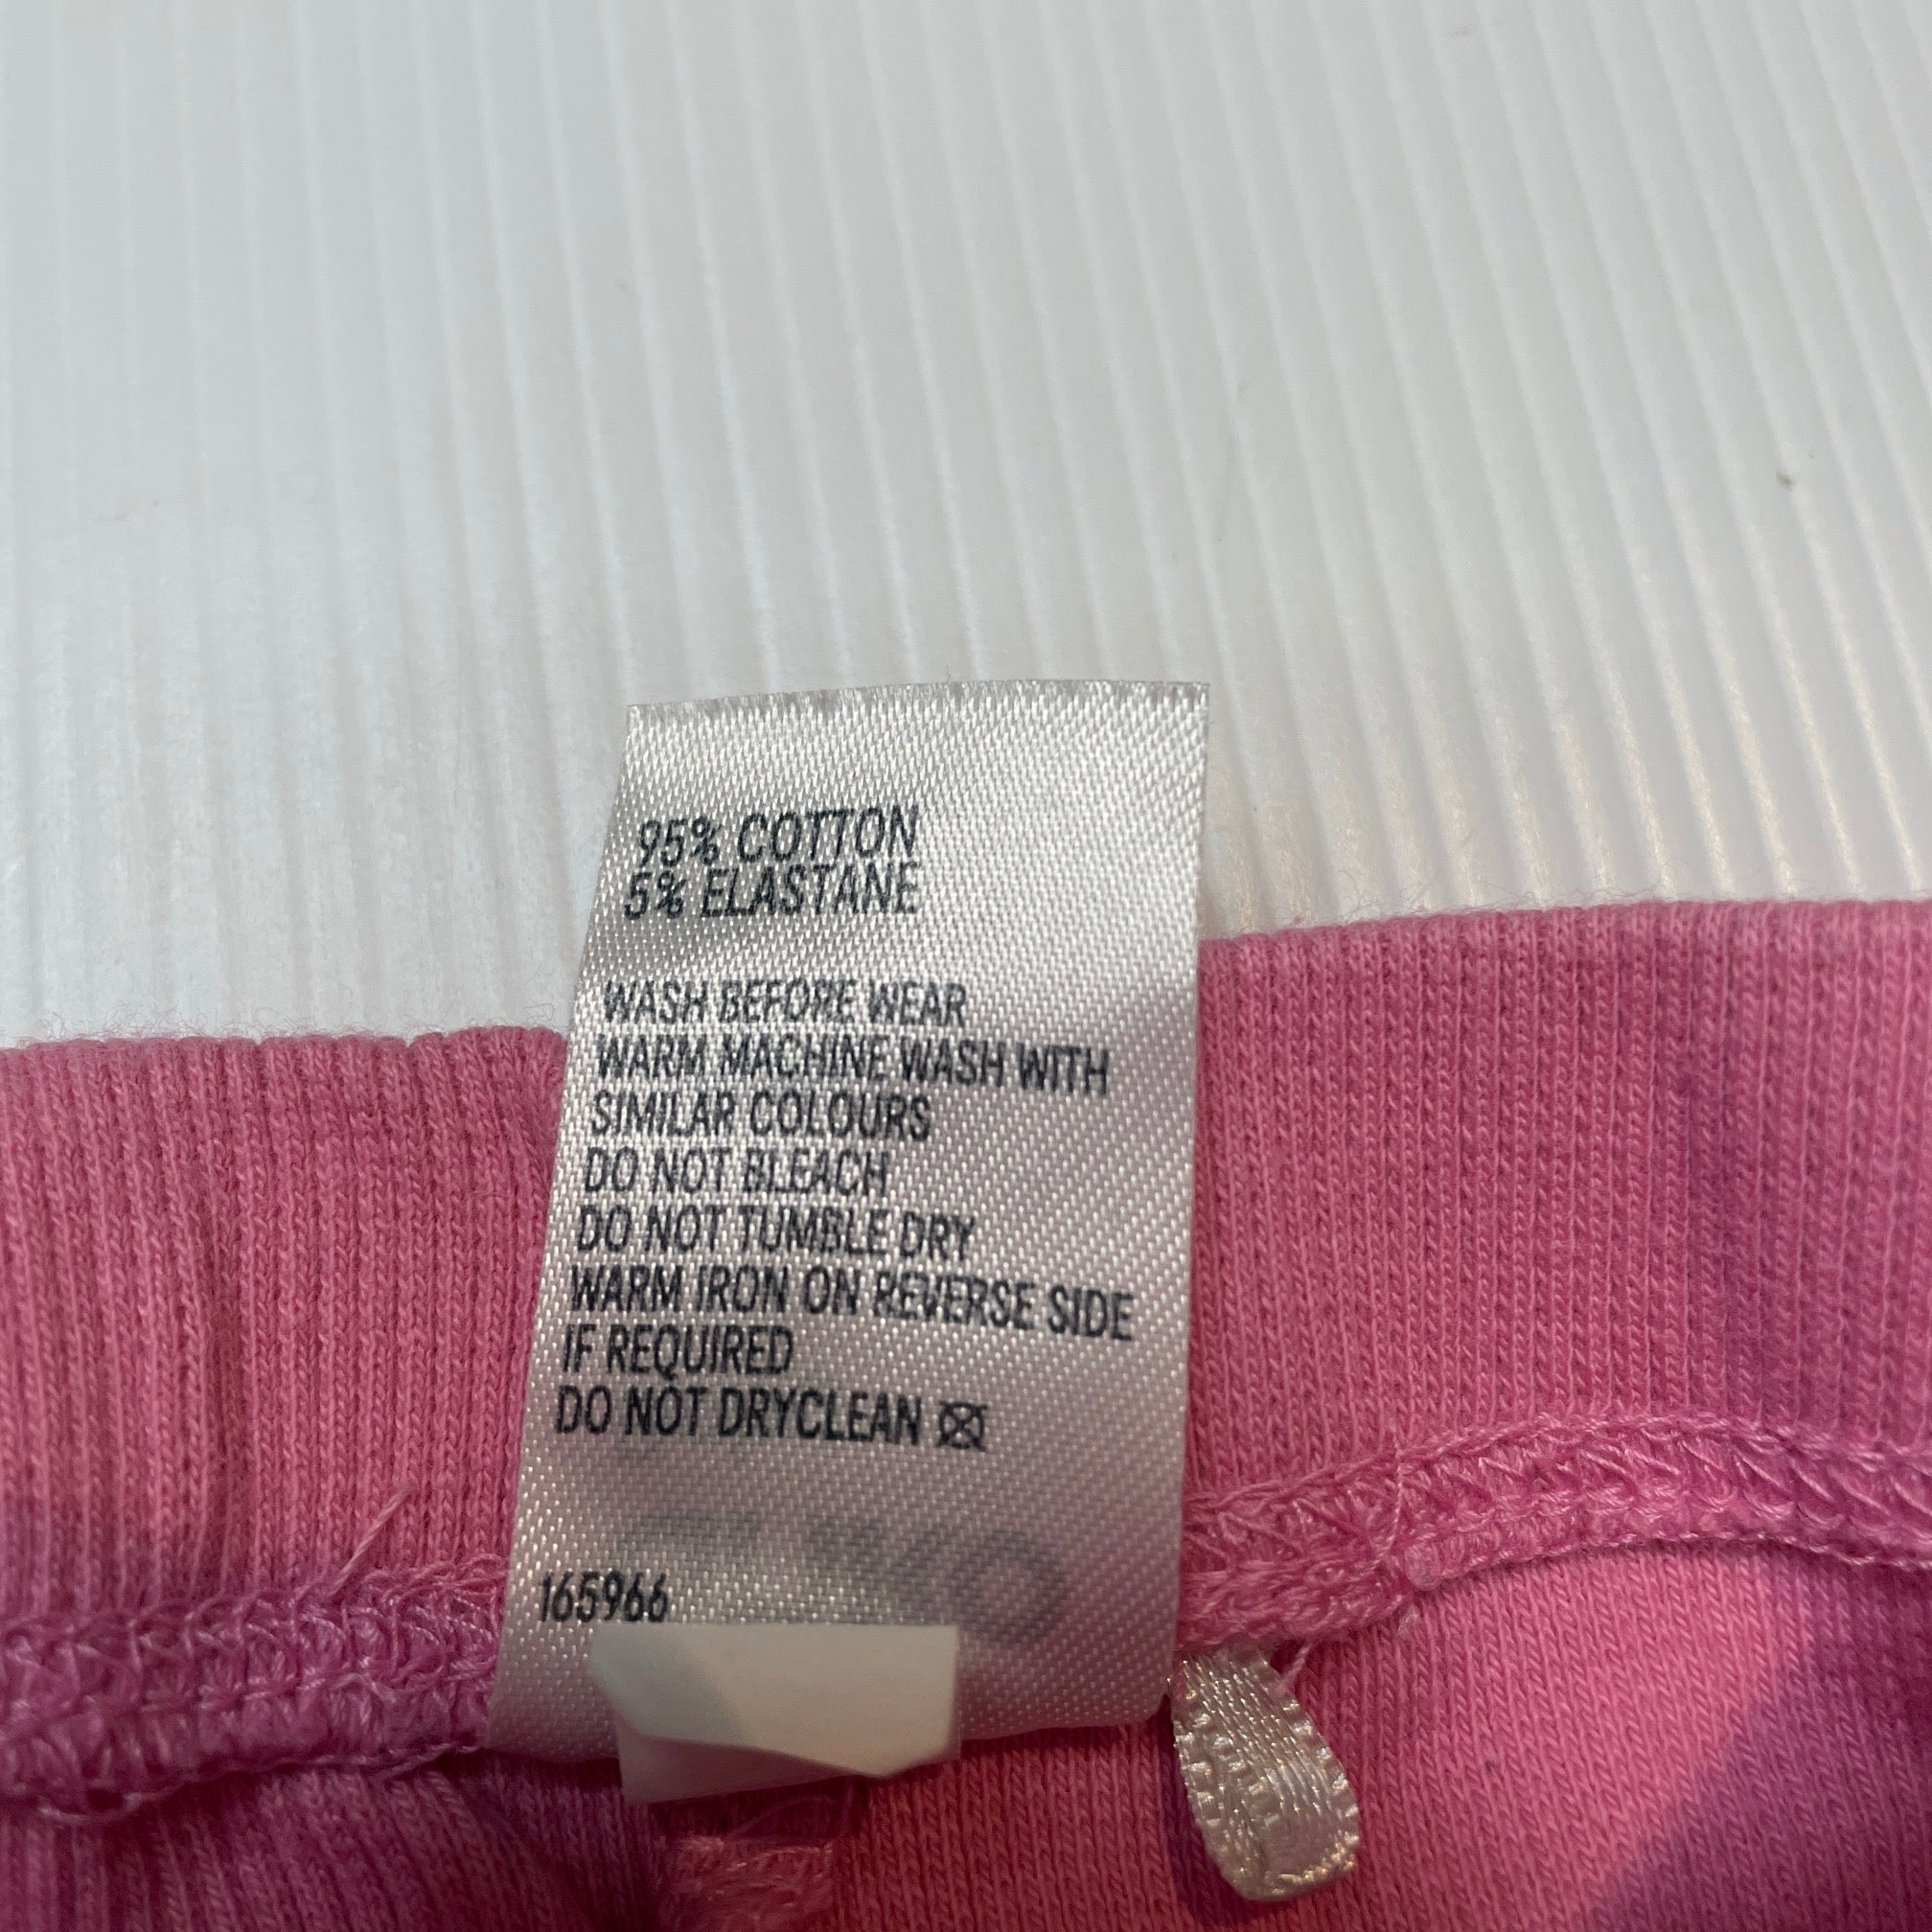 95% COTTON
5% ELASTANE
WASH BEFORE WEAR
WARM MACHINE WASH WITH
SIMILAR COLOURS
DO NOT BLEACH
DO NOT TUMBLE DRY
WARM IRON ON REVERSE SIDE
IF REQUIRED
DO NOT DRYCLEAN
165966